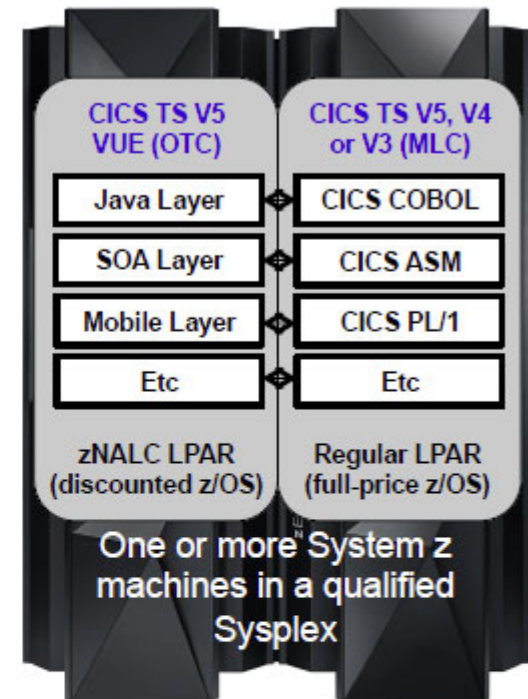 CICS TS V5
VUE (OTC)
Java Layer
SOA Layer
Mobile Layer
Etc
zNALC LPAR
(discounted z/OS)
CICS TS V5, V4
or V3 (MLC)
CICS COBOL
CICS ASM
CICS PL/1
Etc
Regular LPAR
(full-price z/OS)
One or more System z
machines in a qualified
Sysplex